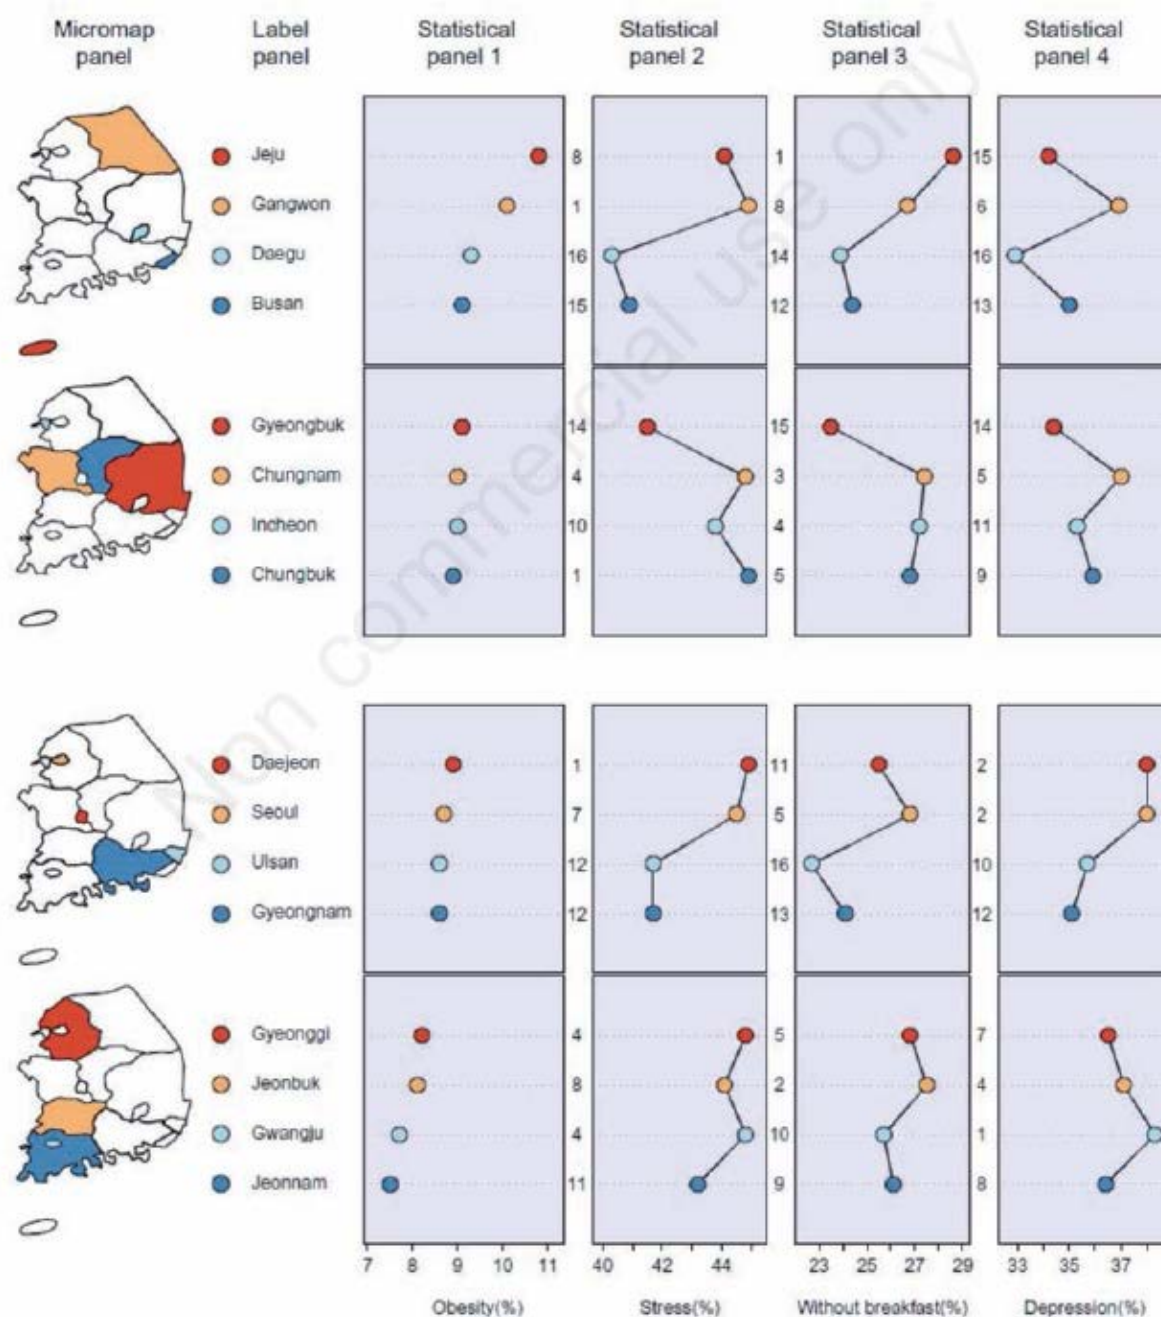 Micromap
panel
Label
panel
Statistical
panel 1
Statistical
panel 2
Statistical
panel 3
Statistical
panel 4
Jeju 8 1 15
Gangwon 1 8 6
Daegu 16 14 16
Busan 15 12 13
Gyeongbuk 14 15 14
Chungnam 4 3 5
Incheon 10 4 11
Chungbuk 1 5 9
Daejeon 1 11 2
Seoul 7 5 2
Ulsan 12 16 10
Gyeongnam 12 13 12
Gyeonggi 4 5 7
Jeonbuk 8 2 4
Gwangju 4 10 1
Jeonnam 11 9 8
7 8 9 10 11 40 42 44 23 25 27 29 33 35 37
Obesity(%) Stress(%) Without breakfast(%) Depression(%)
Non commercial use only